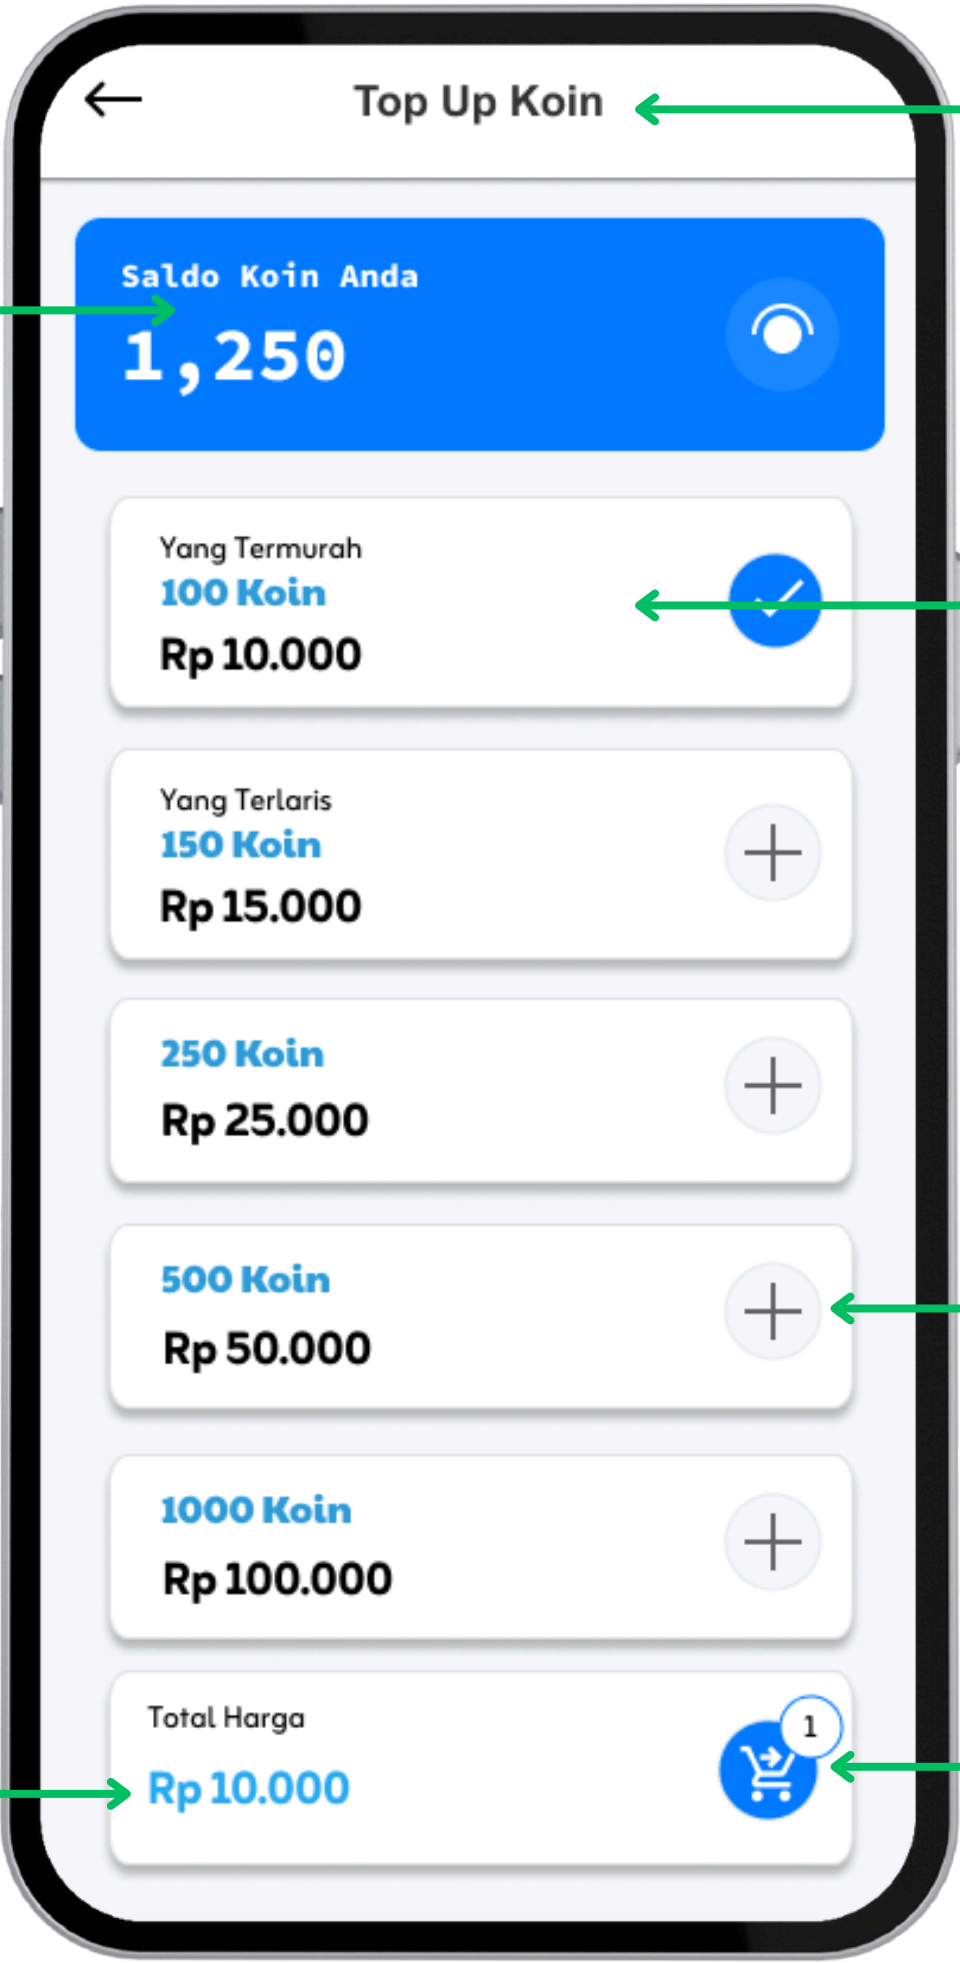 Top Up Koin
Saldo Koin Anda
1,250
Yang Termurah
100 Koin
Rp 10.000
Yang Terlaris
150 Koin
Rp 15.000
250 Koin
Rp 25.000
500 Koin
Rp 50.000
1000 Koin
Rp 100.000
Total Harga
1
Rp 10.000